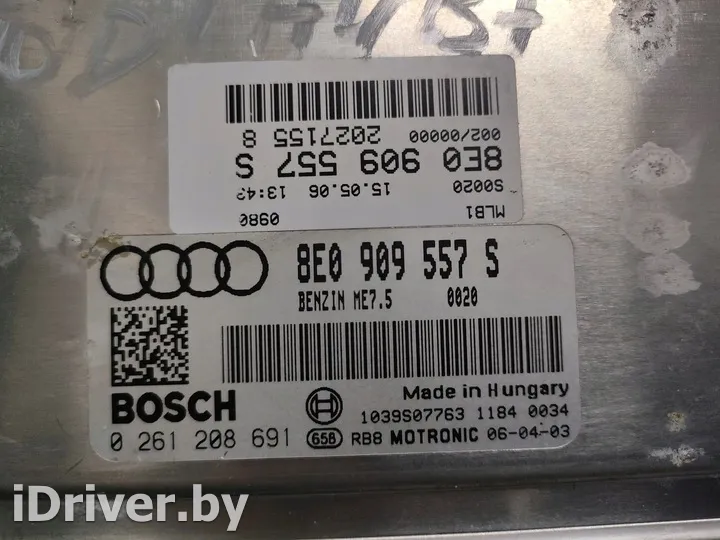 8E0 909 557 S
2027155 8
002/00000
S0020
15.05.06 13:43
MLB1
0980
8E0 909 557 S
BENZIN ME7.5 0020
BOSCH
Made in Hungary
1039S07763 1184 0034
0 261 208 691
658
RB8 MOTRONIC 06-04-03
iDriver.by